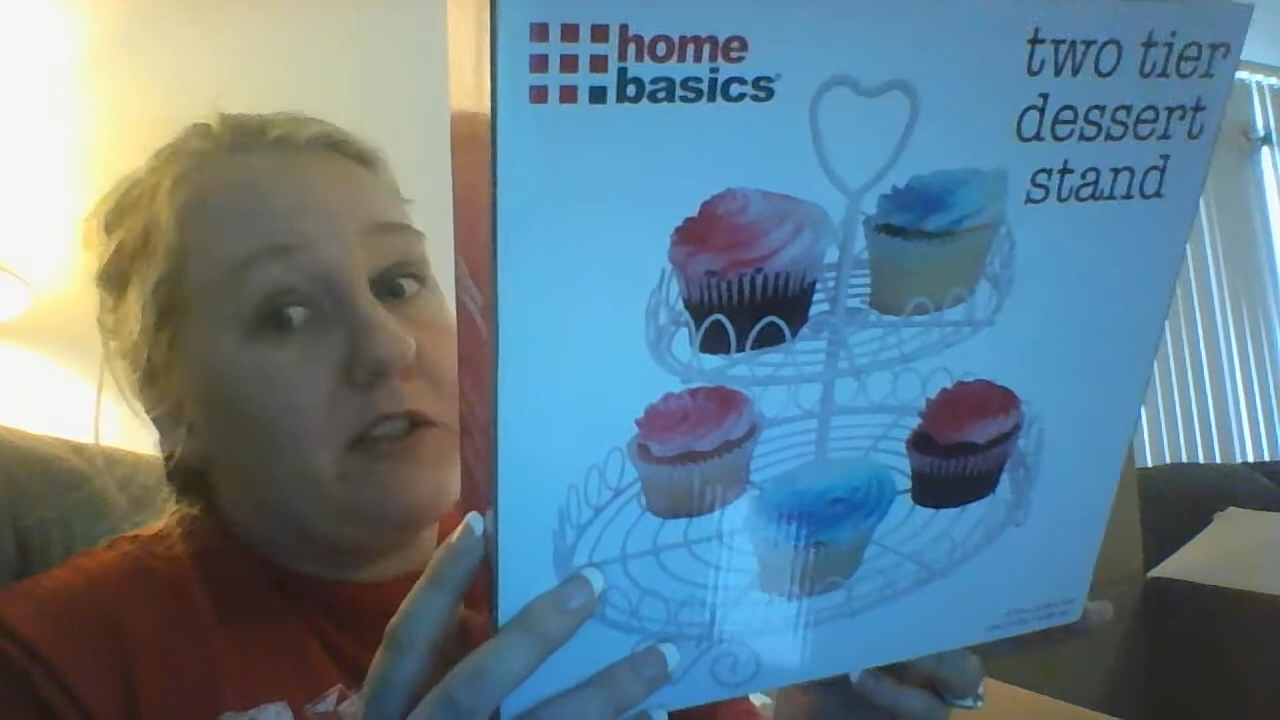 home
basics
two tier
dessert
stand